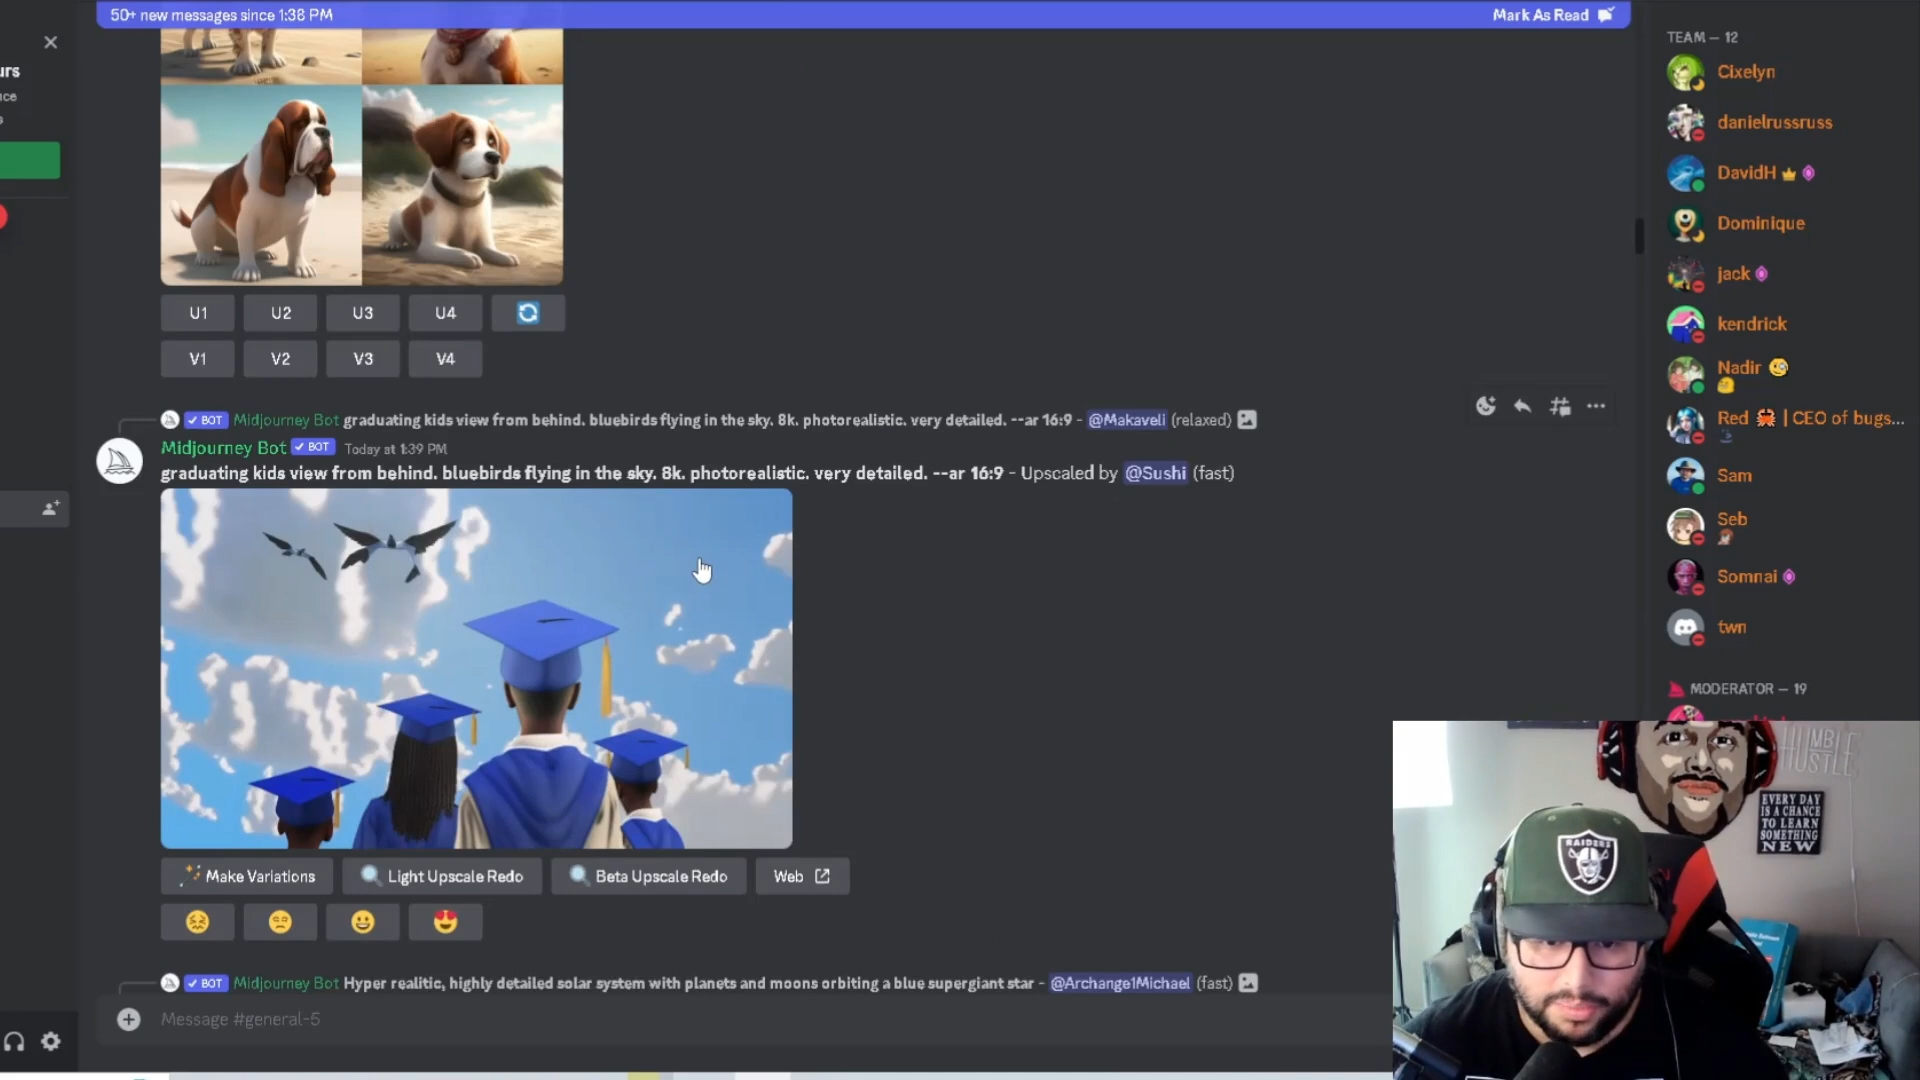 50+ new messages since 1:38 PM
Mark As Read
urs
ice
s
U1 U2 U3 U4
V1 V2 V3 V4
BOT Midjourney Bot graduating kids view from behind. bluebirds flying in the sky. 8k. photorealistic. very detailed. --ar 16:9 - @Makaveli (relaxed)
Midjourney Bot BOT Today at 1:39 PM
graduating kids view from behind. bluebirds flying in the sky. 8k. photorealistic. very detailed. --ar 16:9 - Upscaled by @Sushi (fast)
Make Variations Light Upscale Redo Beta Upscale Redo Web
BOT Midjourney Bot Hyper realitic, highly detailed solar system with planets and moons orbiting a blue supergiant star - @Archange1Michael (fast)
Message #general-5
TEAM — 12
Cixelyn
danielrussruss
DavidH
Dominique
jack
kendrick
Nadir
Red | CEO of bugs...
Sam
Seb
Somnai
twn
MODERATOR — 19
HUMBLE
HUSTLE
EVERY DAY
IS A CHANCE
TO LEARN
SOMETHING
NEW
RAIDERS